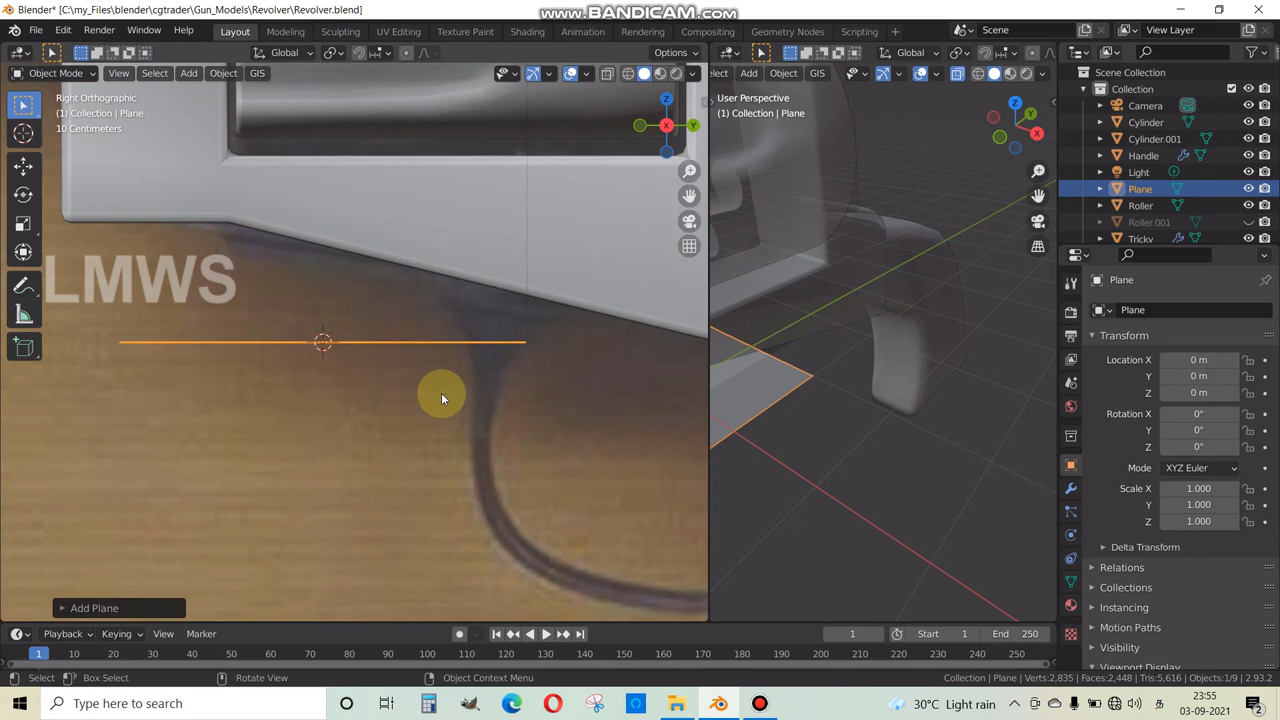 Blender* [C:\my_Files\blender\cgtrader\Gun_Models\Revolver\Revolver.blend]
www.BANDICAM.com
File Edit Render Window Help Layout Modeling Sculpting UV Editing Texture Paint Shading Animation Rendering Compositing Geometry Nodes Scripting + Scene View Layer
Global Options Global
Object Mode View Select Add Object GIS lect Add Object GIS
Scene Collection
Collection
Camera
Cylinder
Cylinder.001
Handle
Light
Plane
Roller
Roller.001
Tricky
Right Orthographic
(1) Collection | Plane
10 Centimeters
X Y
User Perspective
(1) Collection | Plane
Z Y X
LMWS
Plane
Plane
Transform
Location X 0 m
Y 0 m
Z 0 m
Rotation X 0°
Y 0°
Z 0°
Mode XYZ Euler
Scale X 1.000
Y 1.000
Z 1.000
Delta Transform
Relations
Collections
Instancing
Motion Paths
Visibility
Viewport Display
Add Plane
Playback Keying View Marker 1 Start 1 End 250
1 10 20 30 40 50 60 70 80 90 100 110 120 130 140 150 160 170 180 190 200 210 220 230 240 250
Select Box Select Rotate View Object Context Menu Collection | Plane | Verts:2,835 | Faces:2,448 | Tris:5,616 | Objects:1/9 | 2.93.2
Type here to search
30°C Light rain
ENG
23:55
03-09-2021
2